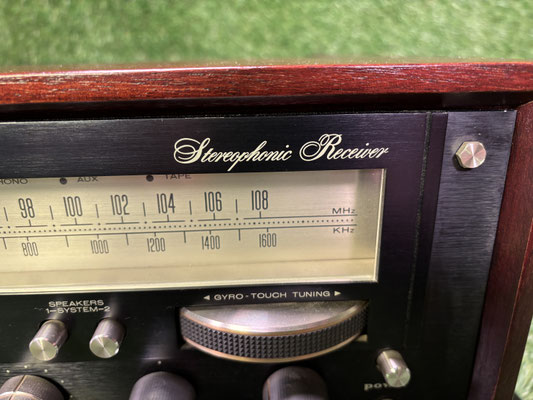 Stereophonic Receiver
AUX TAPE
98 100 102 104 106 108 MHz
800 1000 1200 1400 1600 KHz
◄ GYRO-TOUCH TUNING ►
SPEAKERS
1-SYSTEM-2